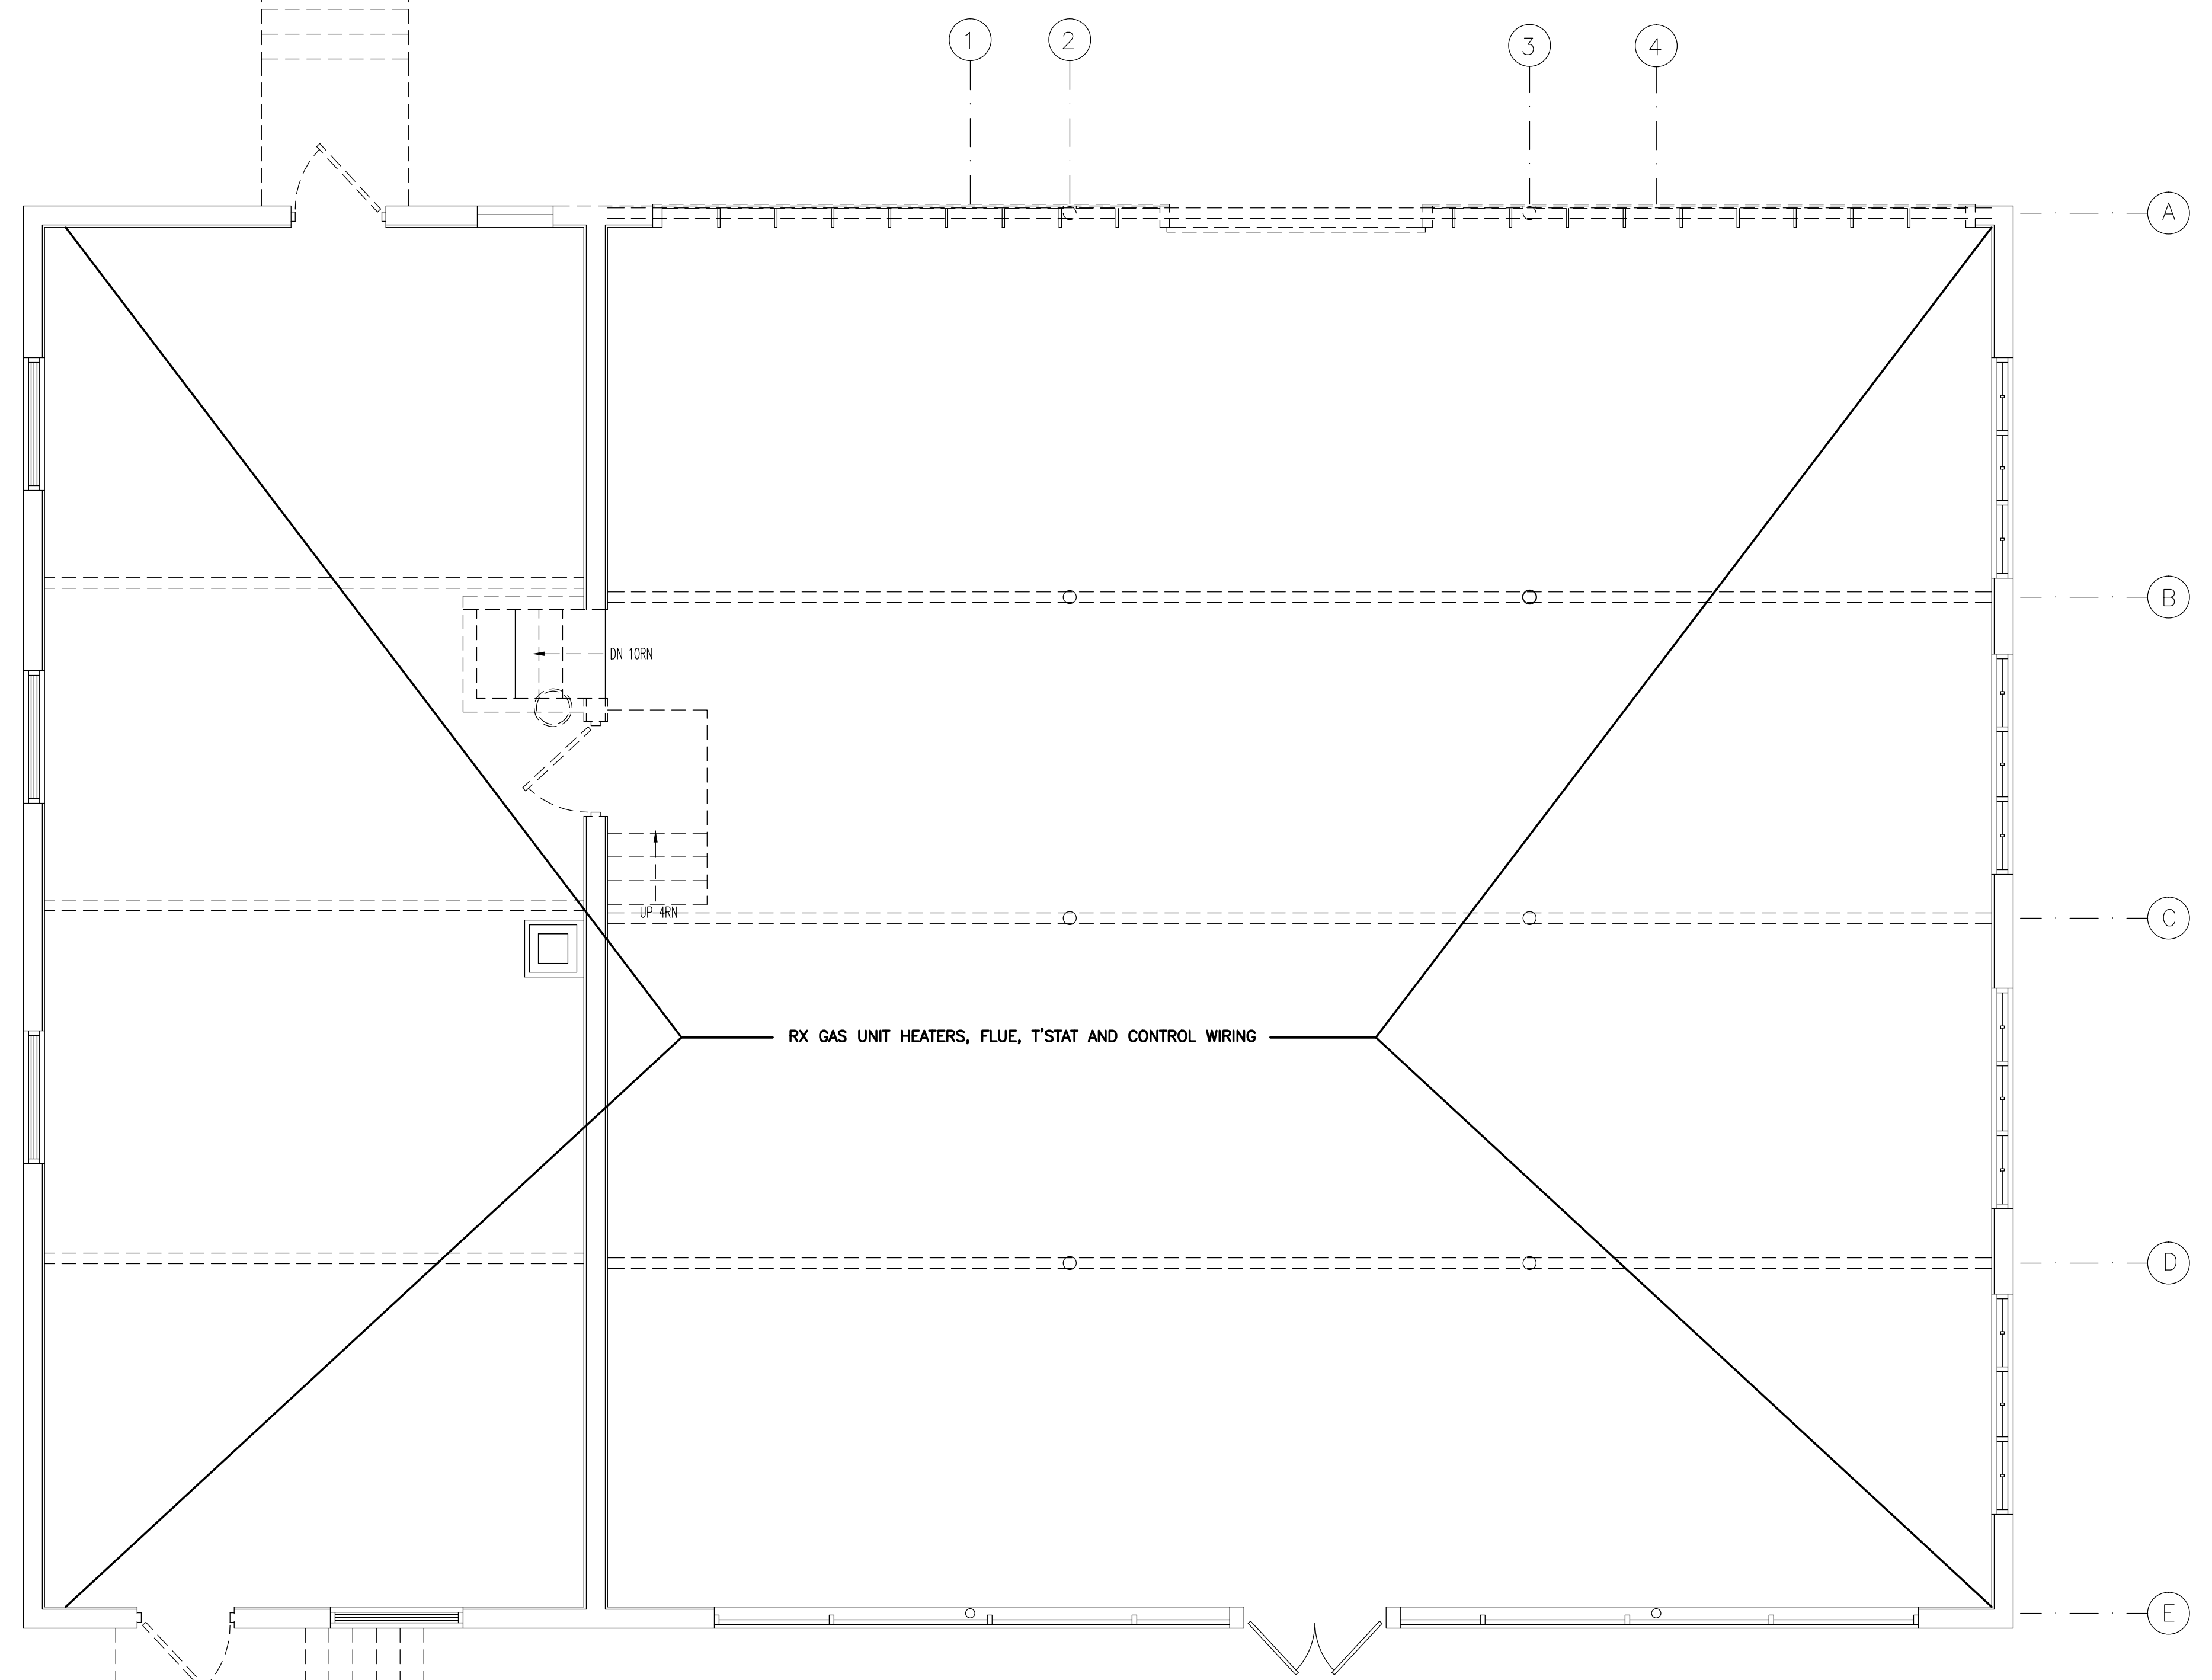 1
2
3
4
A
B
DN 10RN
C
UP 4RN
RX GAS UNIT HEATERS, FLUE, T'STAT AND CONTROL WIRING
D
E